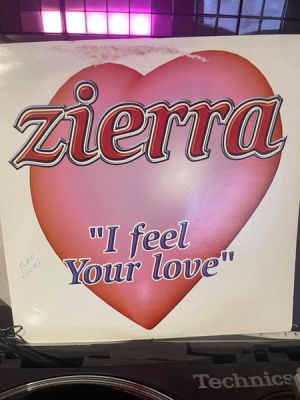 zierra
"I feel
Your love"
Technics